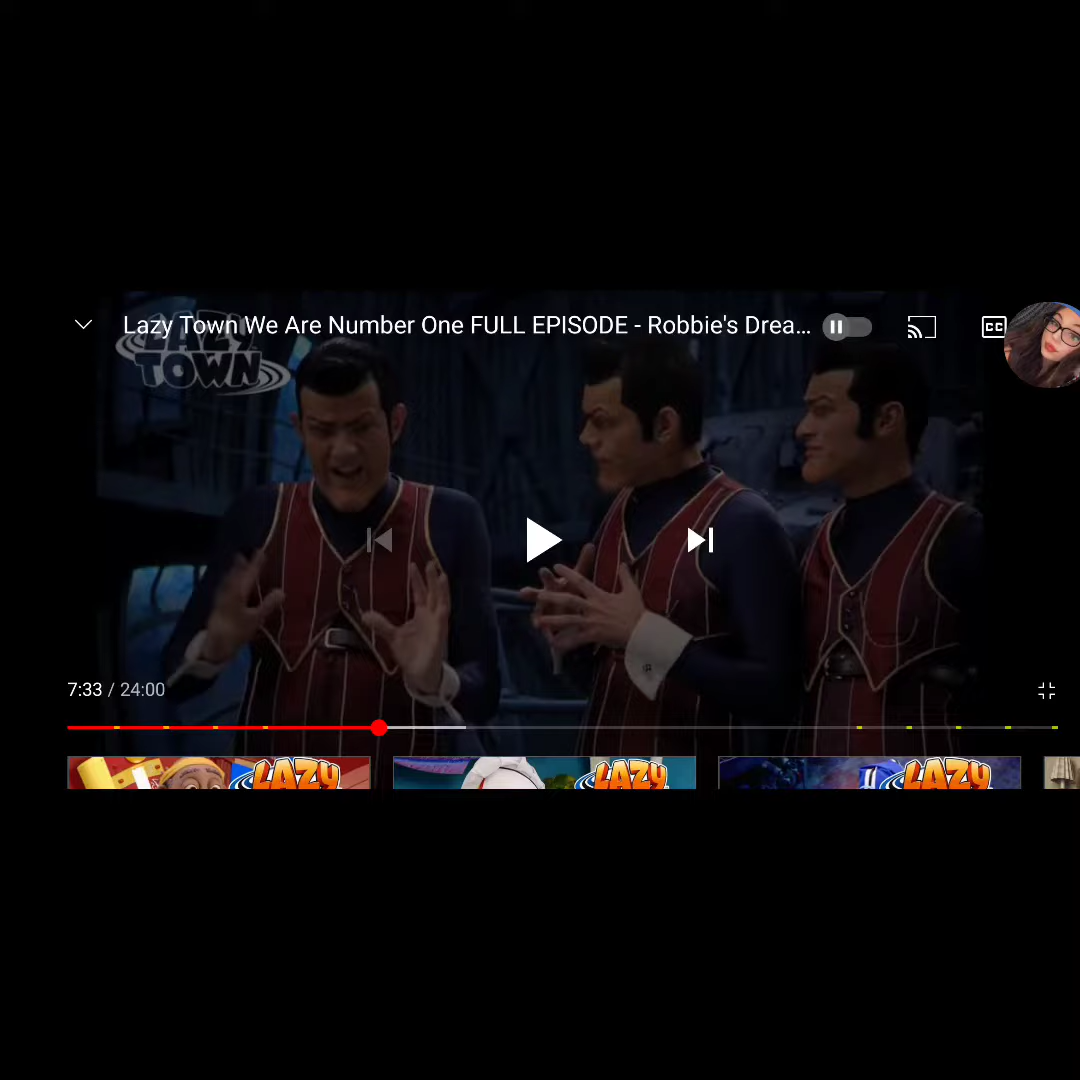 Lazy Town We Are Number One FULL EPISODE - Robbie's Drea...
CC
LAZY
TOWN
7:33 / 24:00
LAZY
LAZY
LAZY